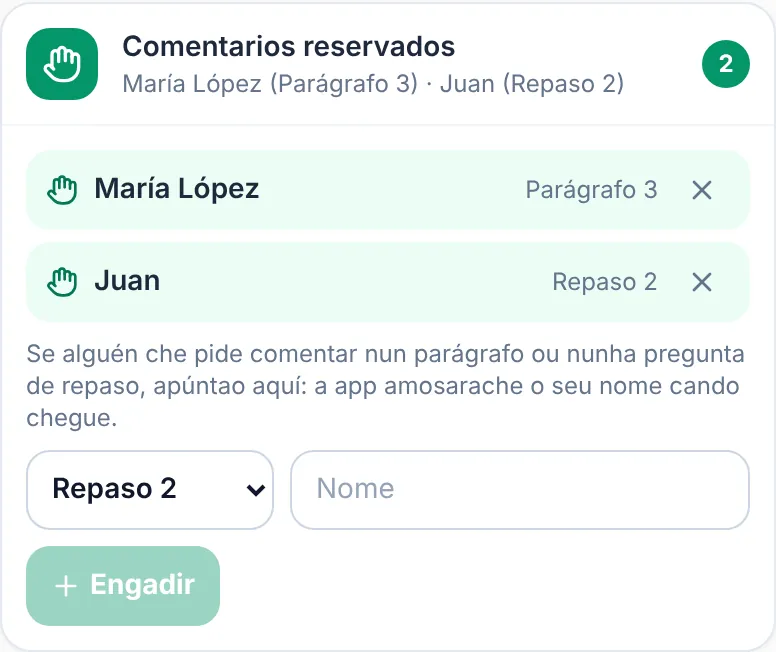 Comentarios reservados
María López (Parágrafo 3) · Juan (Repaso 2)
2
María López
Parágrafo 3
Juan
Repaso 2
Se alguén che pide comentar nun parágrafo ou nunha pregunta
de repaso, apúntao aquí: a app amosarache o seu nome cando
chegue.
Repaso 2
Nome
+ Engadir